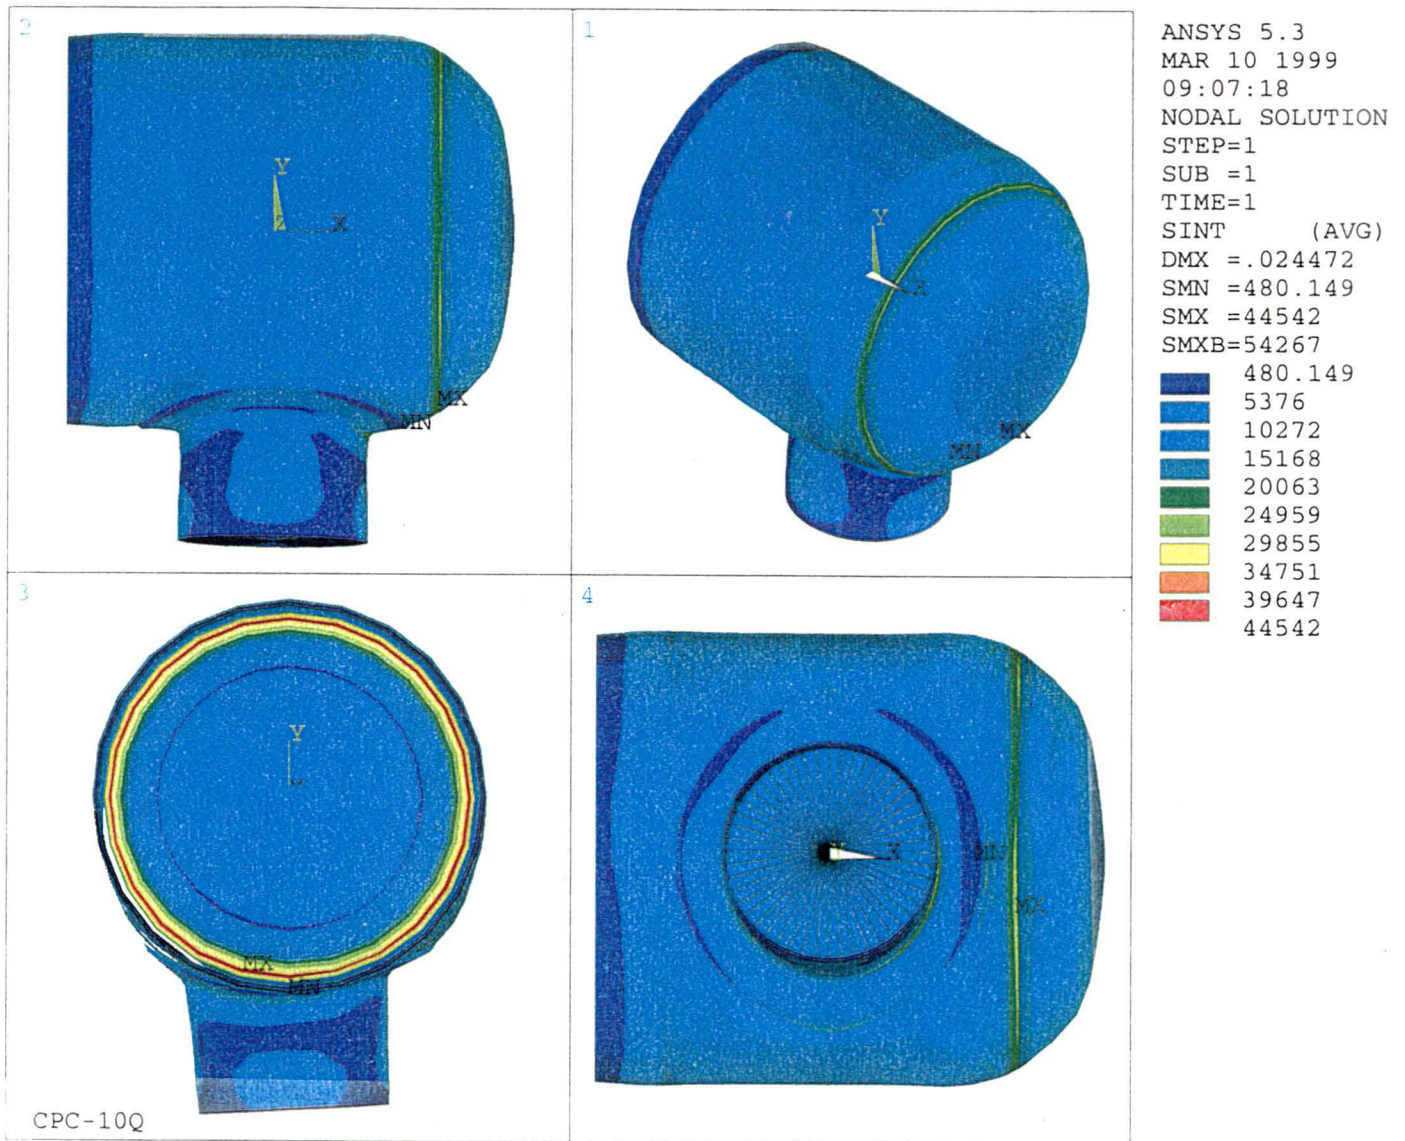 2
1
ANSYS 5.3
MAR 10 1999
09:07:18
NODAL SOLUTION
STEP=1
SUB =1
TIME=1
SINT (AVG)
DMX =.024472
SMN =480.149
SMX =44542
SMXB=54267
480.149
5376
10272
15168
20063
24959
29855
34751
39647
44542
Y
Z X
MX
MN
Y
X
MX
MN
3
4
Y
MX
MN
X
MN
MX
CPC-10Q